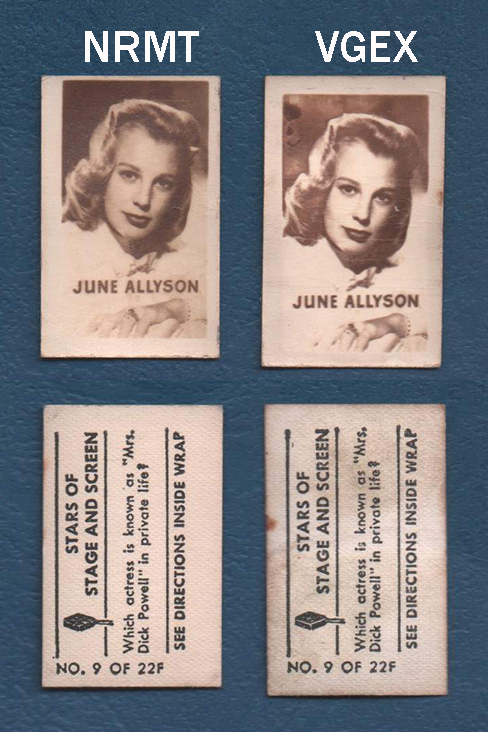 NRMT
VGEX
JUNE ALLYSON
JUNE ALLYSON
STARS OF
STAGE AND SCREEN
Which actress is known as "Mrs.
Dick Powell" in private life?
SEE DIRECTIONS INSIDE WRAP
NO. 9 OF 22F
STARS OF
STAGE AND SCREEN
Which actress is known as "Mrs.
Dick Powell" in private life?
SEE DIRECTIONS INSIDE WRAP
NO. 9 OF 22F